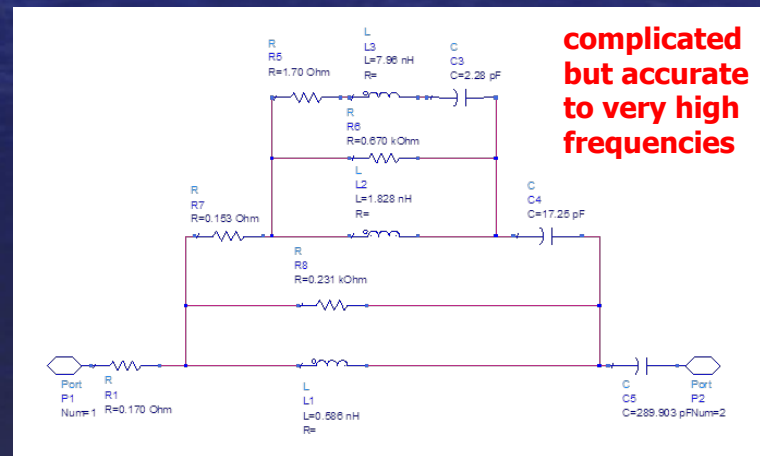 complicated
but accurate
to very high
frequencies
R
R5
R=1.70 Ohm
L
L3
L=7.96 nH
R=
C
C3
C=2.28 pF
R
R6
R=0.670 kOhm
L
L2
L=1.828 nH
R=
R
R7
R=0.153 Ohm
C
C4
C=17.25 pF
R
R8
R=0.231 kOhm
Port
P1
Num=1
R
R1
R=0.170 Ohm
L
L1
L=0.586 nH
R=
C
C5
C=289.903 pF
Port
P2
Num=2